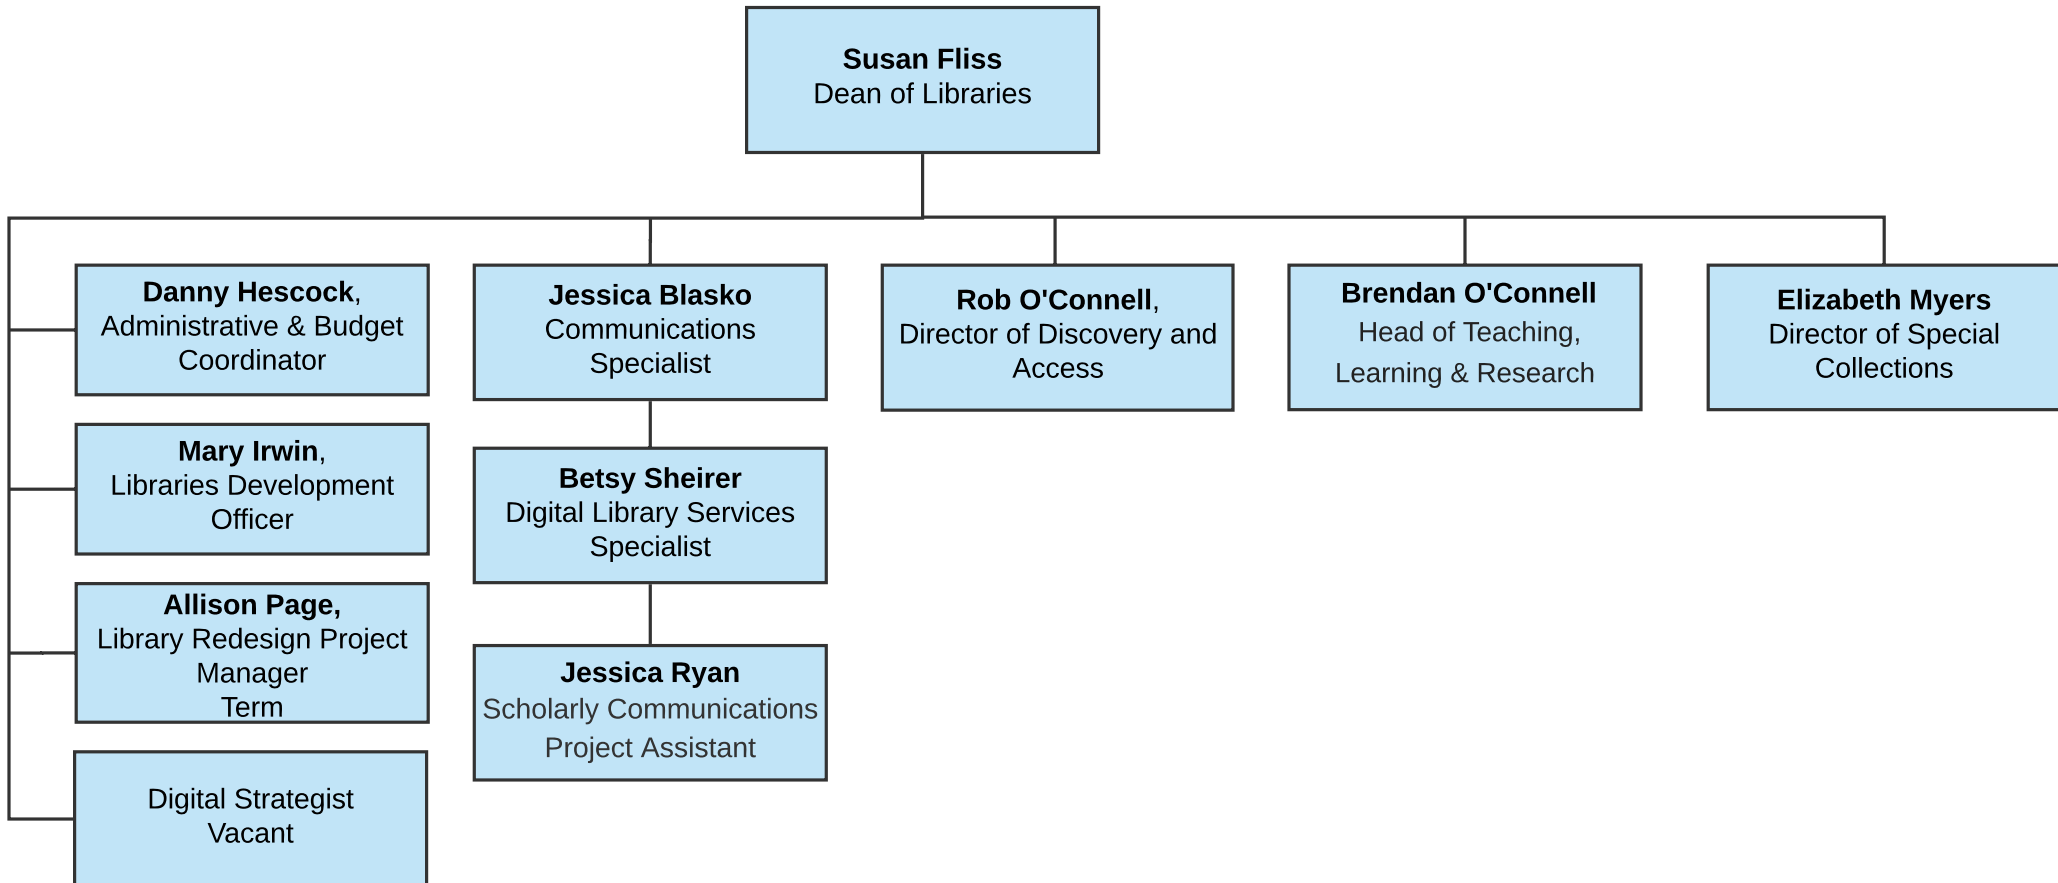 Susan Fliss
Dean of Libraries
Danny Hescock,
Administrative & Budget
Coordinator
Jessica Blasko
Communications
Specialist
Rob O'Connell,
Director of Discovery and
Access
Brendan O'Connell
Head of Teaching,
Learning & Research
Elizabeth Myers
Director of Special
Collections
Mary Irwin,
Libraries Development
Officer
Betsy Sheirer
Digital Library Services
Specialist
Allison Page,
Library Redesign Project
Manager
Term
Jessica Ryan
Scholarly Communications
Project Assistant
Digital Strategist
Vacant